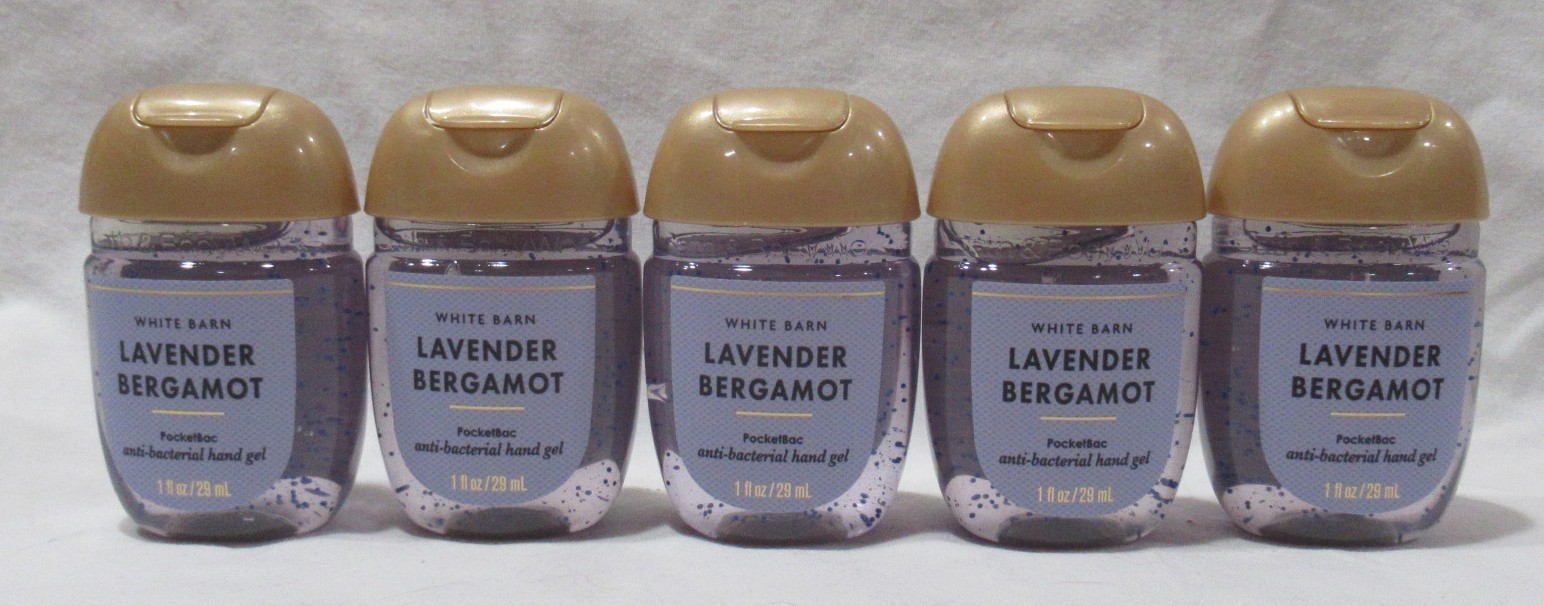 WHITE BARN
LAVENDER
BERGAMOT
PocketBac
anti-bacterial hand gel
1 fl oz / 29 mL
WHITE BARN
LAVENDER
BERGAMOT
PocketBac
anti-bacterial hand gel
1 fl oz / 29 mL
WHITE BARN
LAVENDER
BERGAMOT
PocketBac
anti-bacterial hand gel
1 fl oz / 29 mL
WHITE BARN
LAVENDER
BERGAMOT
PocketBac
anti-bacterial hand gel
1 fl oz / 29 mL
WHITE BARN
LAVENDER
BERGAMOT
PocketBac
anti-bacterial hand gel
1 fl oz / 29 mL